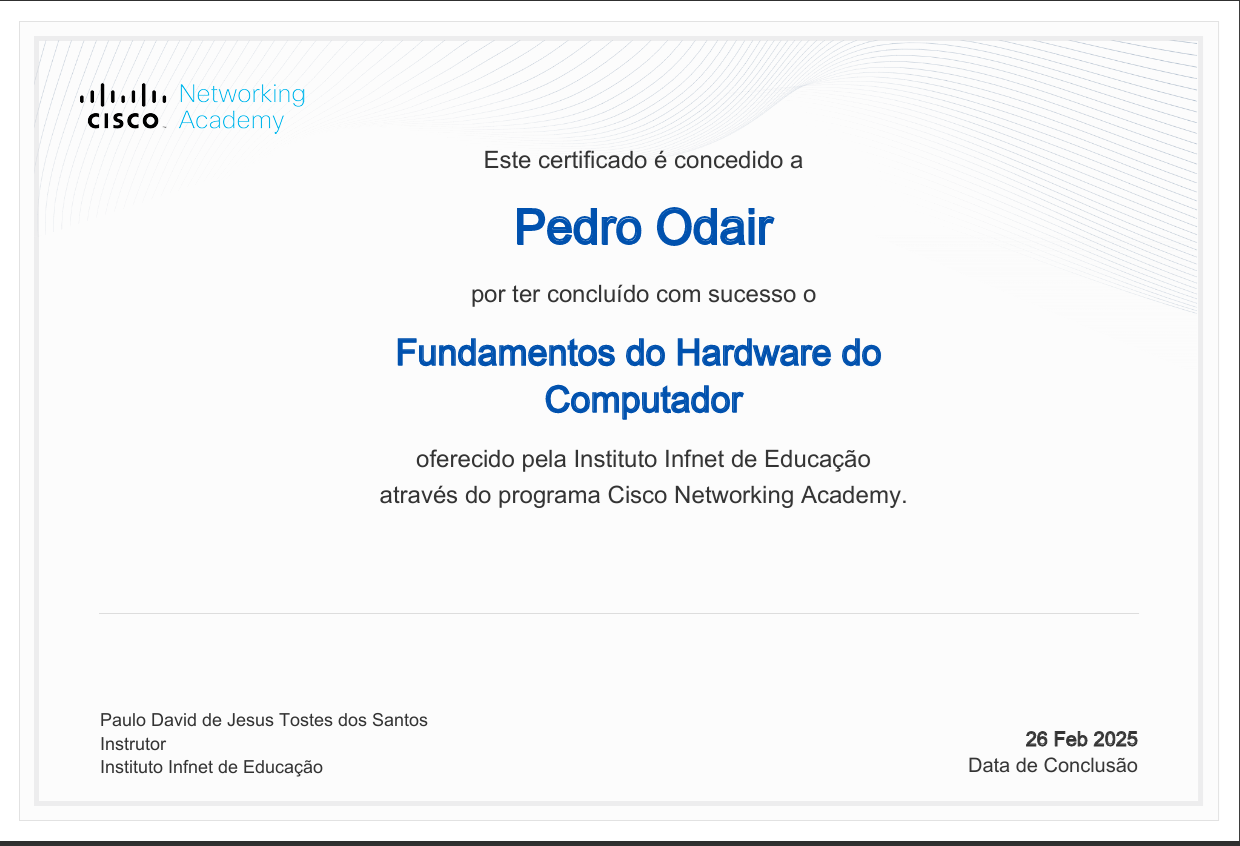 Networking
CISCO Academy
Este certificado é concedido a
Pedro Odair
por ter concluído com sucesso o
Fundamentos do Hardware do
Computador
oferecido pela Instituto Infnet de Educação
através do programa Cisco Networking Academy.
Paulo David de Jesus Tostes dos Santos
Instrutor
Instituto Infnet de Educação
26 Feb 2025
Data de Conclusão